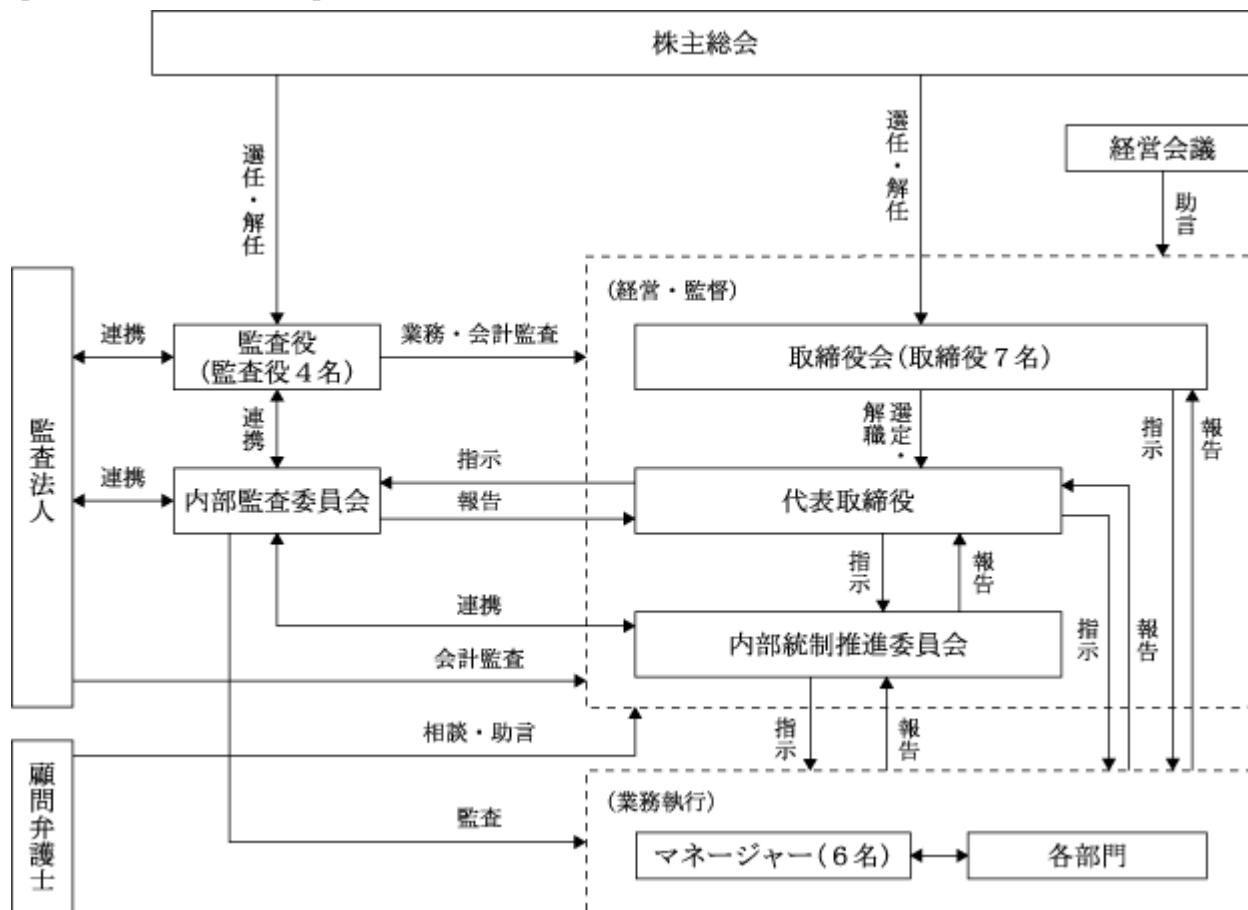 株主総会
選任・解任
選任・解任
経営会議
助言
(経営・監督)
監査法人
連携
監査役
(監査役4名)
業務・会計監査
取締役会(取締役7名)
連携
選定・
解職
指示
報告
連携
内部監査委員会
指示
報告
代表取締役
指示
報告
連携
内部統制推進委員会
指示
報告
会計監査
相談・助言
指示
報告
顧問弁護士
(業務執行)
監査
マネージャー(6名)
各部門